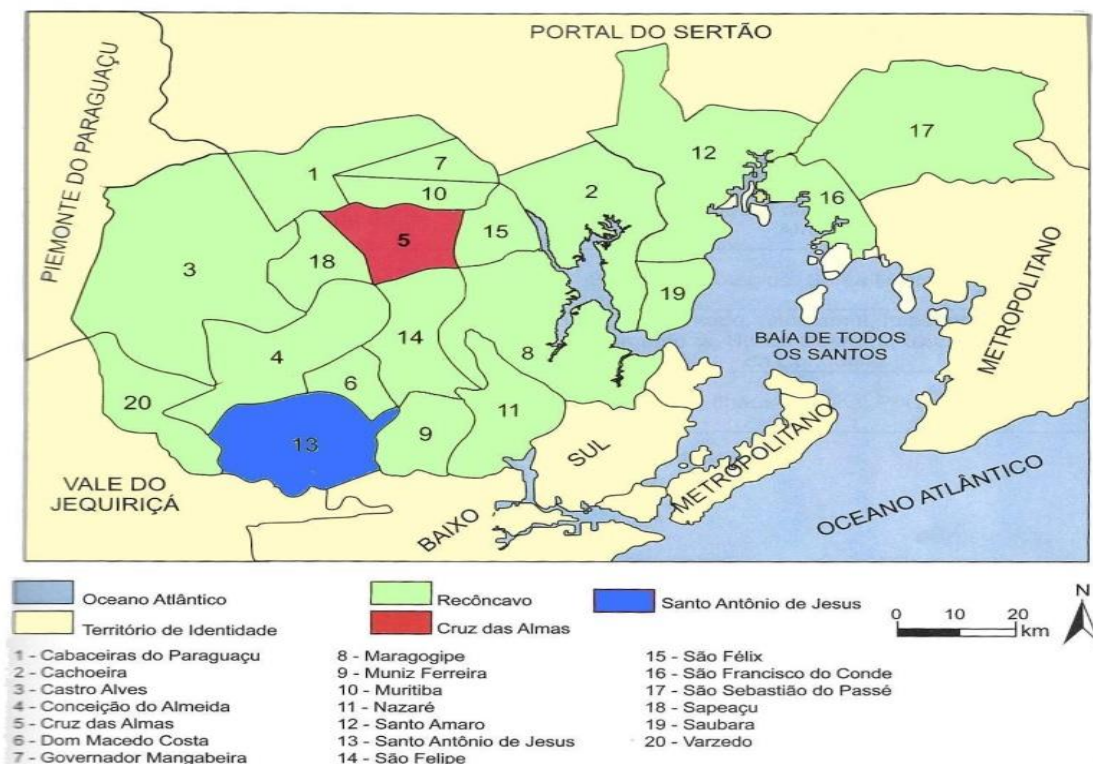 PORTAL DO SERTÃO
PIEMONTE DO PARAGUAÇU
17
12
7
1
10
2
16
5
15
3
18
19
METROPOLITANO
BAÍA DE TODOS
OS SANTOS
14
4
8
6
20
11
9
13
METROPOLITANO
SUL
VALE DO
JEQUIRIÇÁ
BAIXO
OCEANO ATLÂNTICO
Oceano Atlântico
Recôncavo
Santo Antônio de Jesus
Território de Identidade
Cruz das Almas
0 10 20
km
N
1 - Cabaceiras do Paraguaçu
2 - Cachoeira
3 - Castro Alves
4 - Conceição do Almeida
5 - Cruz das Almas
6 - Dom Macedo Costa
7 - Governador Mangabeira
8 - Maragogipe
9 - Muniz Ferreira
10 - Muritiba
11 - Nazaré
12 - Santo Amaro
13 - Santo Antônio de Jesus
14 - São Felipe
15 - São Félix
16 - São Francisco do Conde
17 - São Sebastião do Passé
18 - Sapeaçu
19 - Saubara
20 - Varzedo